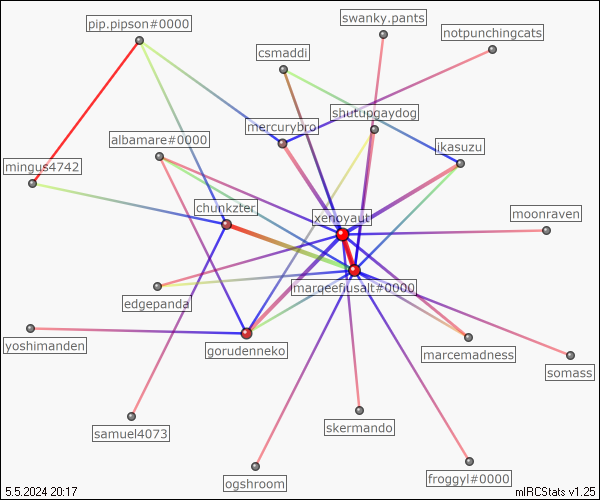 pip.pipson#0000
swanky.pants
notpunchingcats
csmaddi
shutupgaydog
mercurybro
albamare#0000
ikasuzu
mingus4742
chunkzter
xenoyaut
moonraven
marqeefiusalt#0000
edgepanda
yoshimanden
gorudenneko
marcemadness
somass
samuel4073
skermando
ogshroom
froggyl#0000
5.5.2024 20:17
mIRCStats v1.25